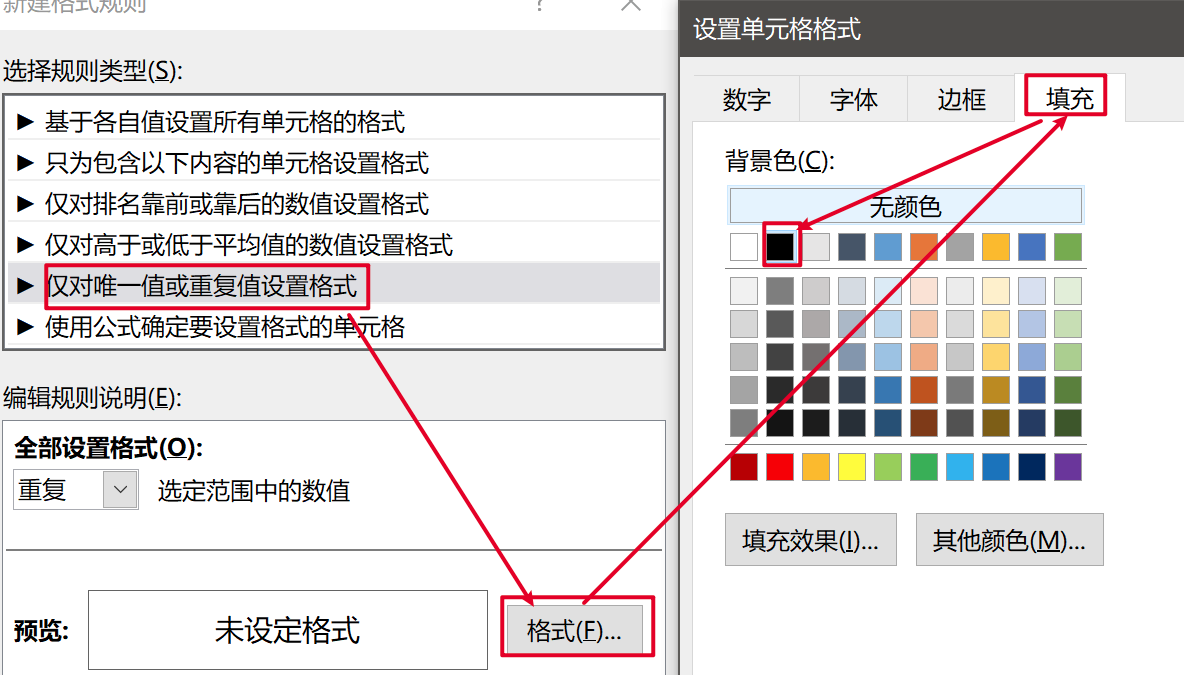 新建格式规则
?
设置单元格格式
选择规则类型(S):
► 基于各自值设置所有单元格的格式
► 只为包含以下内容的单元格设置格式
► 仅对排名靠前或靠后的数值设置格式
► 仅对高于或低于平均值的数值设置格式
► 仅对唯一值或重复值设置格式
► 使用公式确定要设置格式的单元格
编辑规则说明(E):
全部设置格式(O):
重复 选定范围中的数值
预览: 未设定格式 格式(F)...
数字 字体 边框 填充
背景色(C):
无颜色
填充效果(I)... 其他颜色(M)...